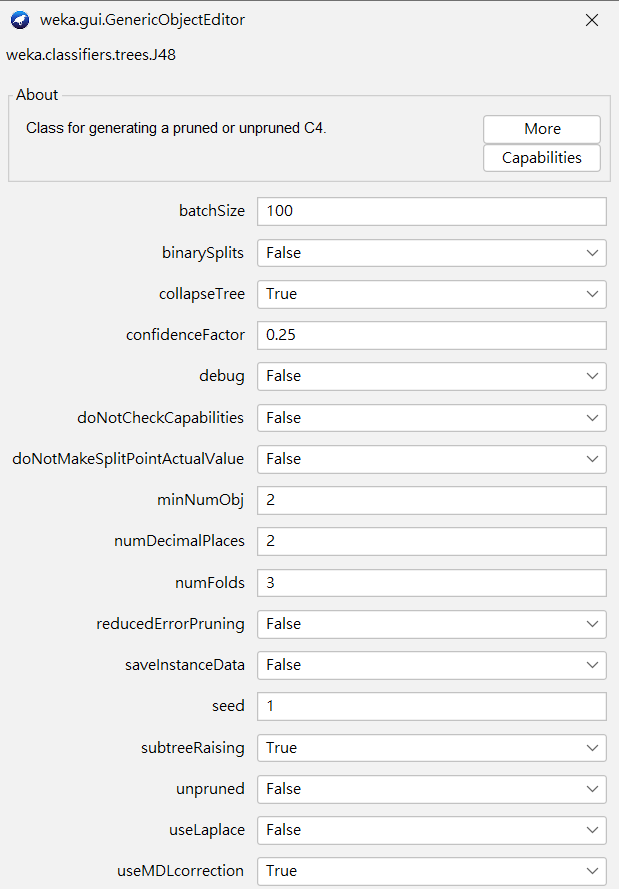 weka.gui.GenericObjectEditor
weka.classifiers.trees.J48
About
Class for generating a pruned or unpruned C4.
More
Capabilities
batchSize 100
binarySplits False
collapseTree True
confidenceFactor 0.25
debug False
doNotCheckCapabilities False
doNotMakeSplitPointActualValue False
minNumObj 2
numDecimalPlaces 2
numFolds 3
reducedErrorPruning False
saveInstanceData False
seed 1
subtreeRaising True
unpruned False
useLaplace False
useMDLcorrection True